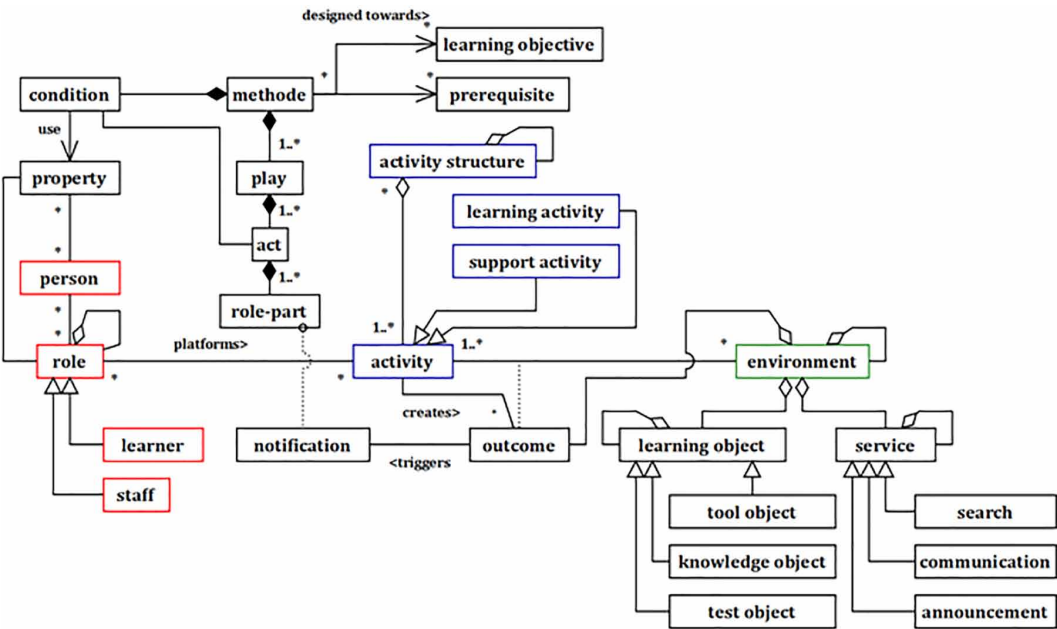 designed towards>
*
learning objective
condition
methode
*
*
prerequisite
use
1..*
activity structure
property
play
*
*
1..*
learning activity
act
*
support activity
person
1..*
role-part
*
*
platforms>
1..*
1..*
*
role
activity
environment
*
*
creates>
*
learner
notification
outcome
learning object
service
<triggers
staff
tool object
search
knowledge object
communication
test object
announcement